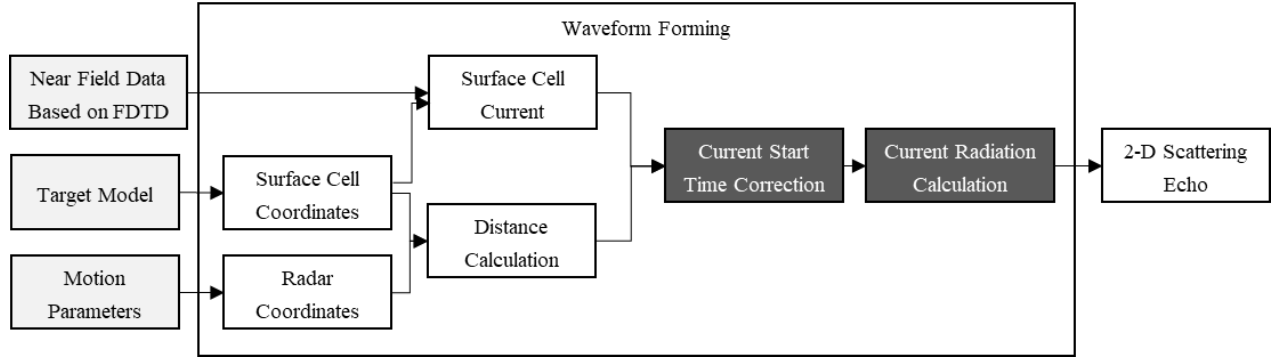 Waveform Forming
Near Field Data
Based on FDTD
Surface Cell
Current
Target Model
Surface Cell
Coordinates
Current Start
Time Correction
Current Radiation
Calculation
2-D Scattering
Echo
Distance
Calculation
Motion
Parameters
Radar
Coordinates